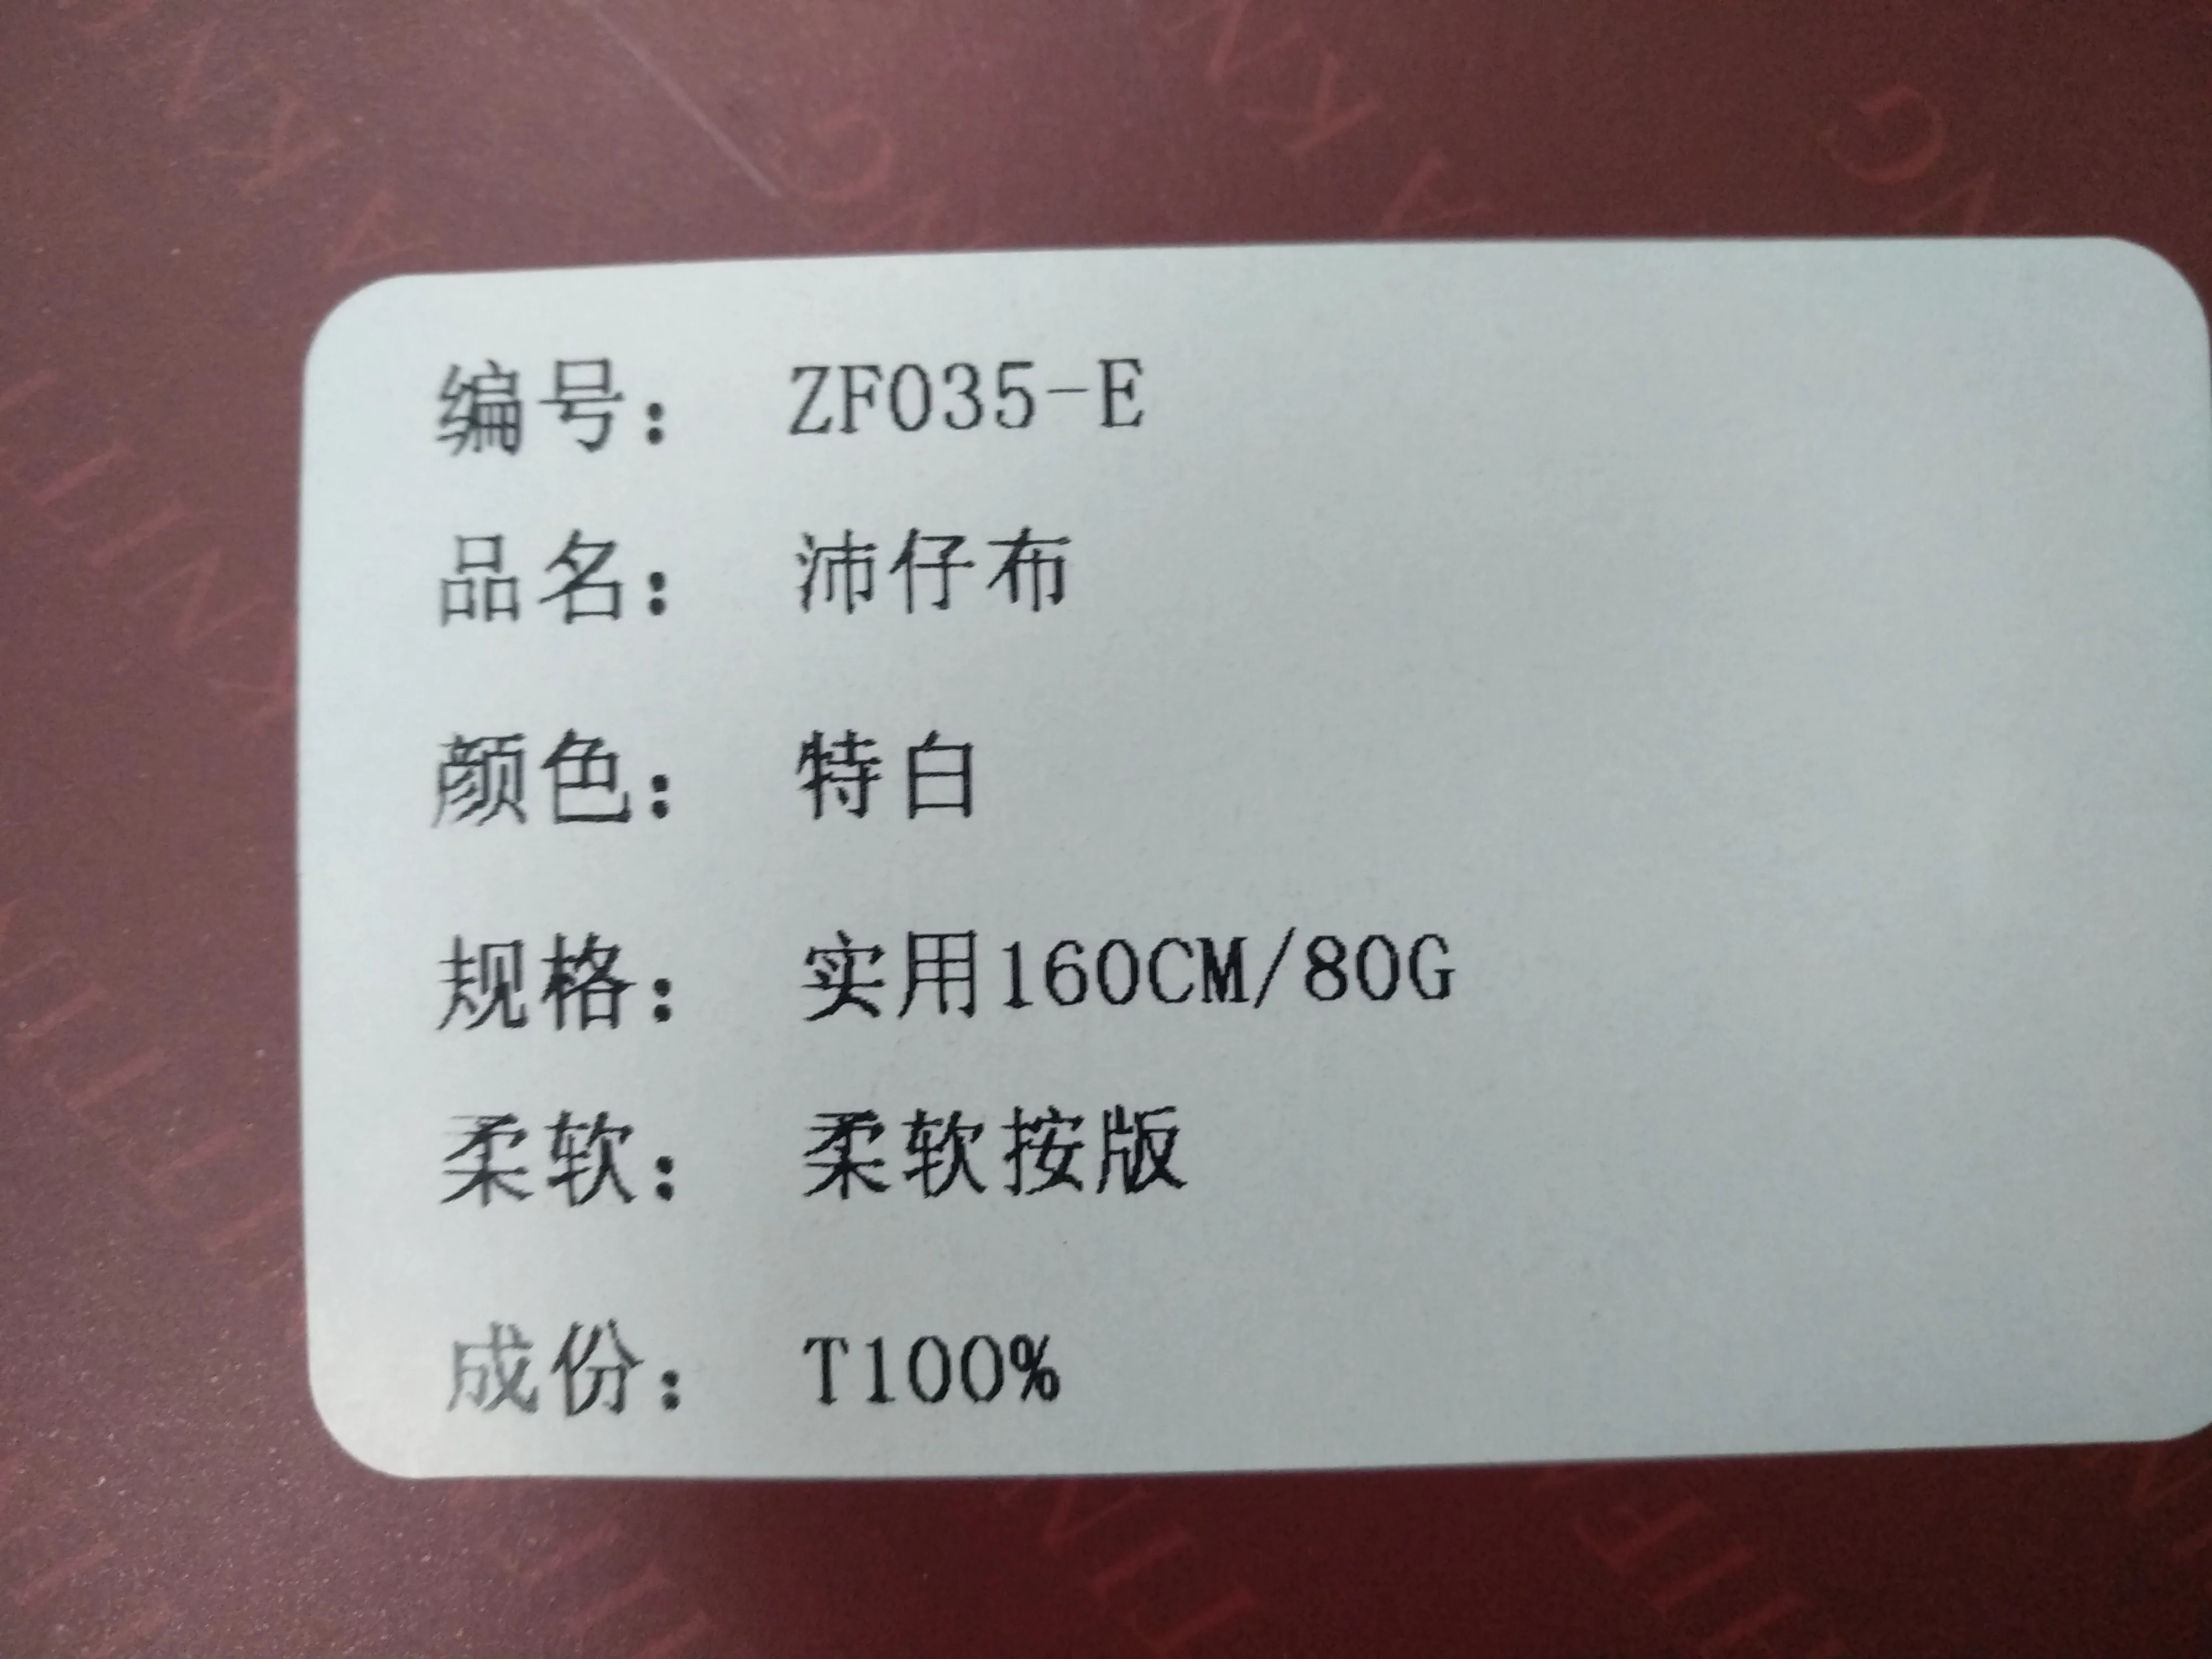 编号： ZF035-E
品名： 沛仔布
颜色： 特白
规格： 实用160CM/80G
柔软： 柔软按版
成份： T100%